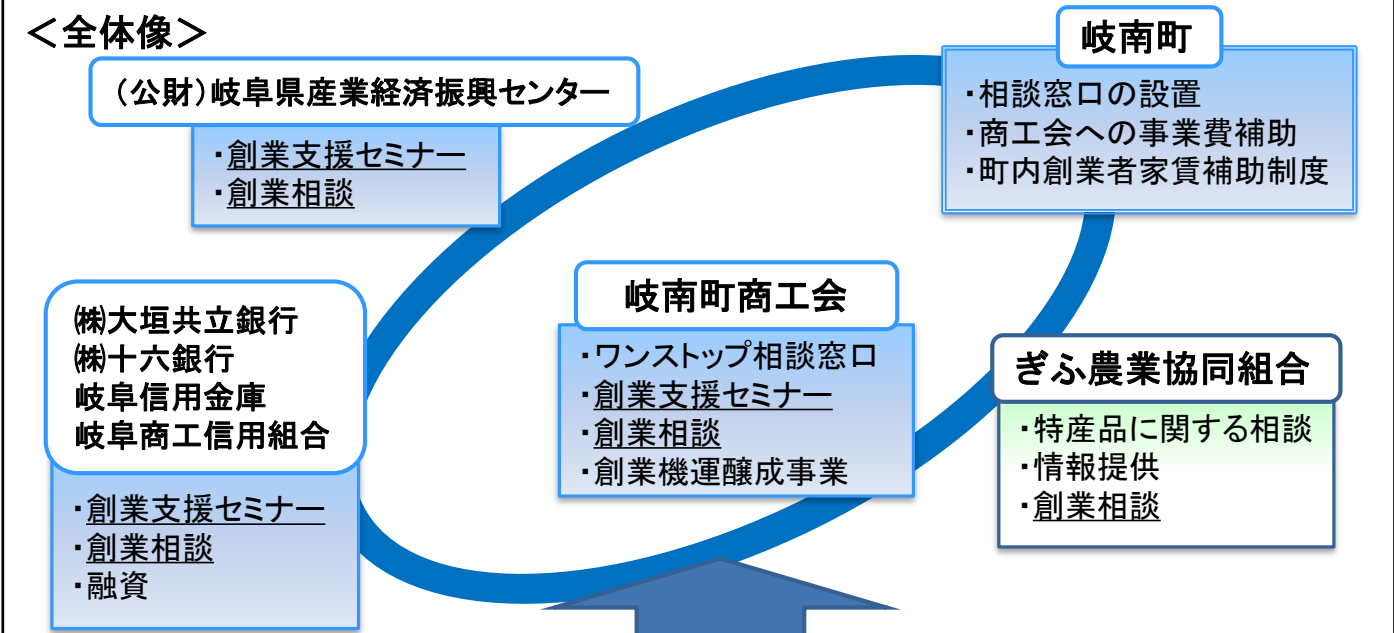 ＜全体像＞
（公財）岐阜県産業経済振興センター
・創業支援セミナー
・創業相談
岐南町
・相談窓口の設置
・商工会への事業費補助
・町内創業者家賃補助制度
㈱大垣共立銀行
㈱十六銀行
岐阜信用金庫
岐阜商工信用組合
・創業支援セミナー
・創業相談
・融資
岐南町商工会
・ワンストップ相談窓口
・創業支援セミナー
・創業相談
・創業機運醸成事業
ぎふ農業協同組合
・特産品に関する相談
・情報提供
・創業相談